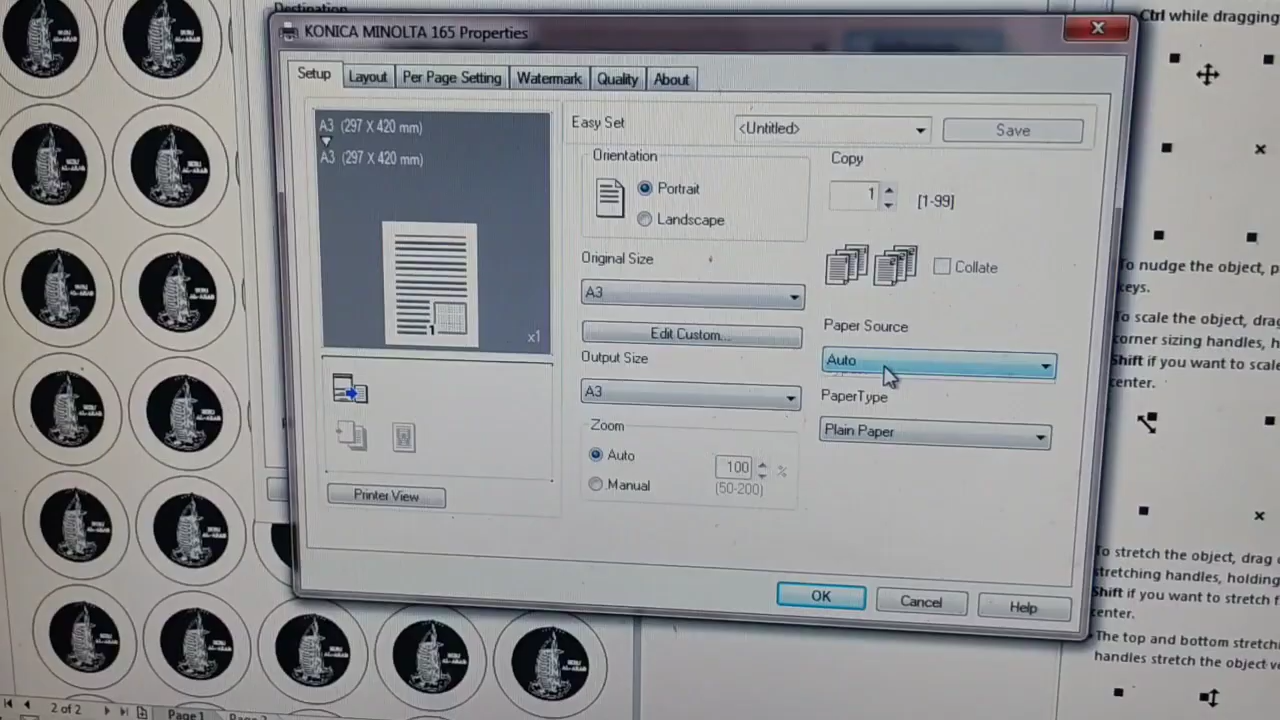 Destination
Ctrl while dragging
KONICA MINOLTA 165 Properties
Setup
Layout
Per Page Setting
Watermark
Quality
About
A3 (297 X 420 mm)
A3 (297 X 420 mm)
x1
1
Printer View
Easy Set
<Untitled>
Save
Orientation
Portrait
Landscape
Original Size
A3
Edit Custom...
Output Size
A3
Zoom
Auto
Manual
100
%
(50-200)
Copy
1
[1-99]
Collate
Paper Source
Auto
PaperType
Plain Paper
OK
Cancel
Help
To nudge the object, p
keys.
To scale the object, drag
corner sizing handles, h
Shift if you want to scale
center.
To stretch the object, drag
stretching handles, holding
Shift if you want to stretch f
center.
The top and bottom stretch
handles stretch the object v
2 of 2
Page 1